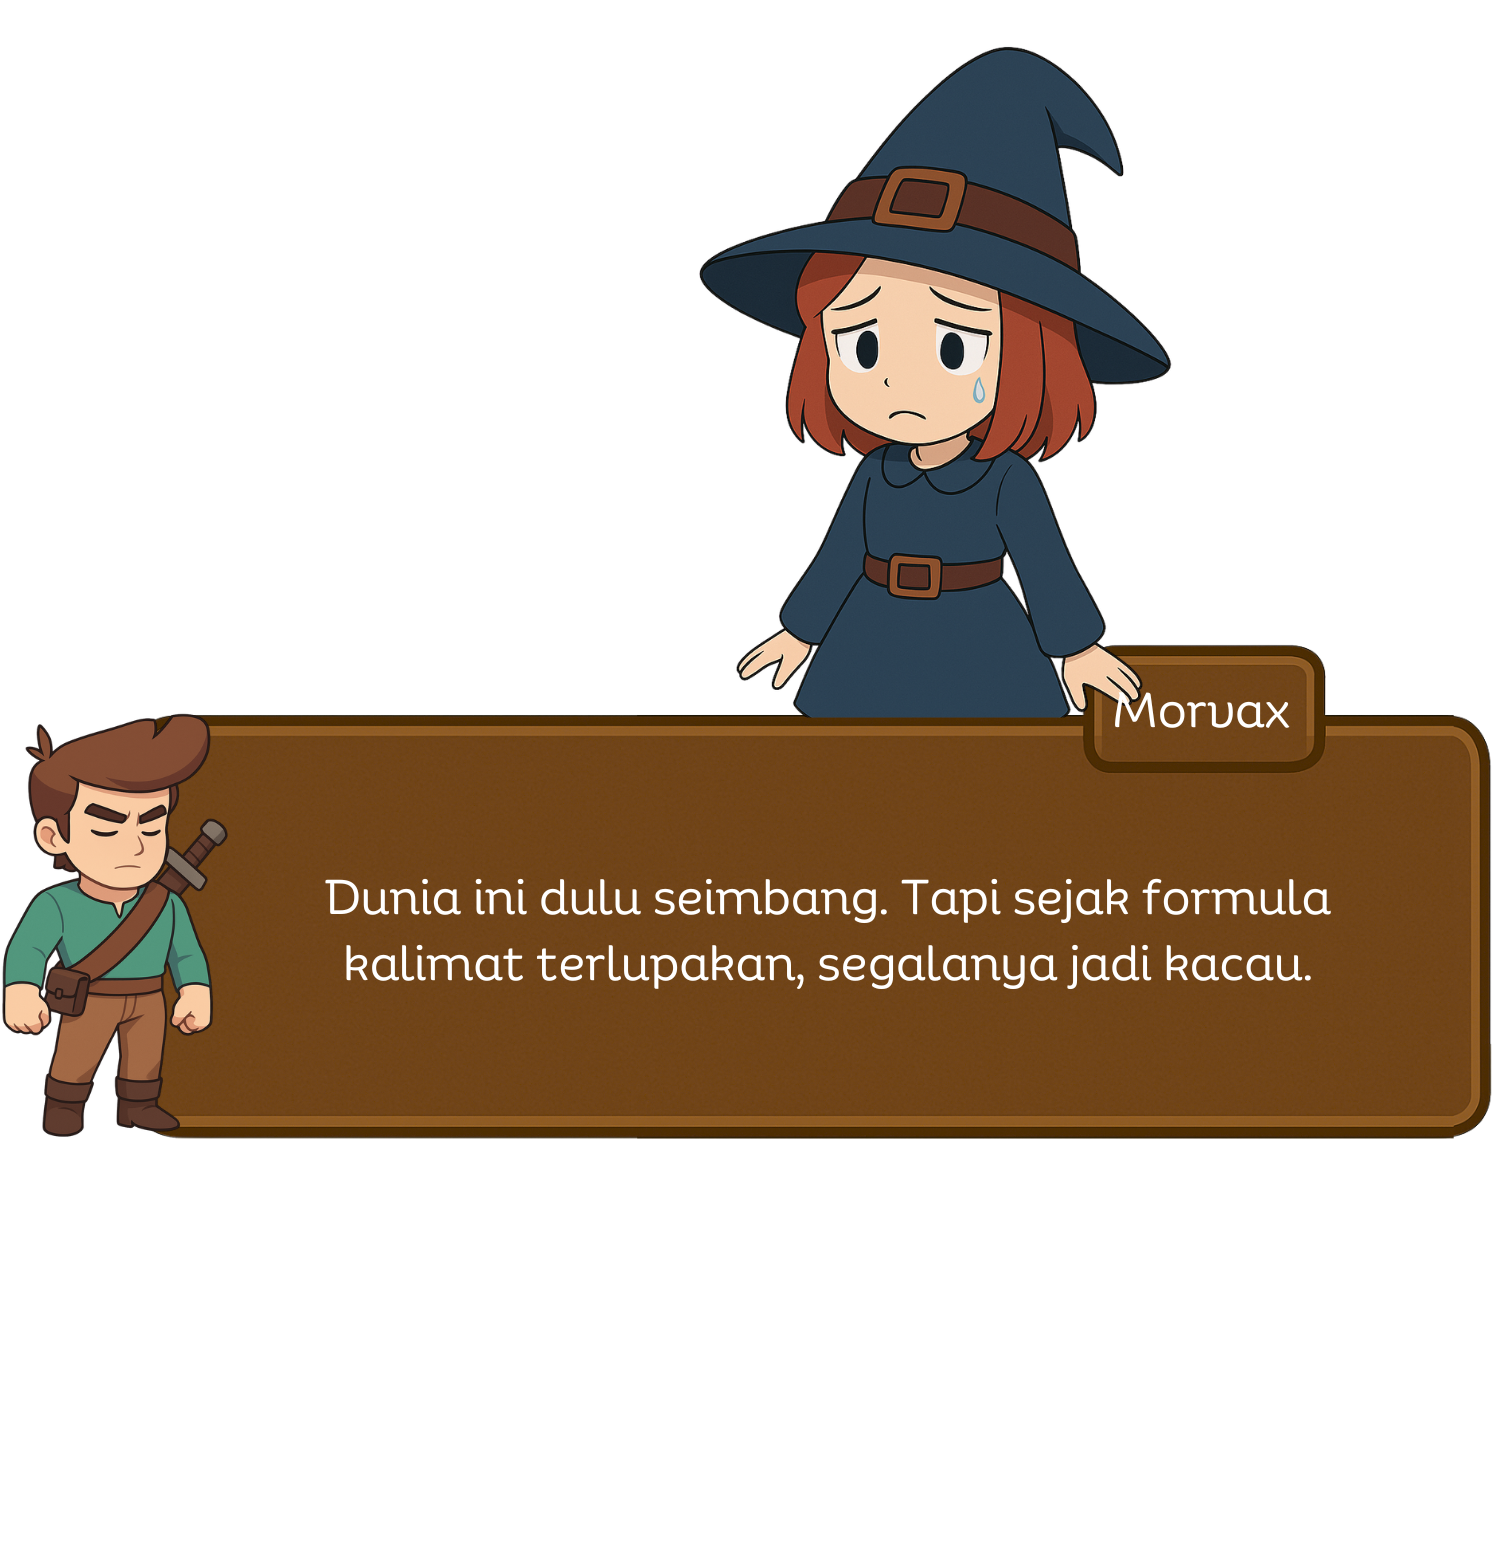 Morvax
Dunia ini dulu seimbang. Tapi sejak formula
kalimat terlupakan, segalanya jadi kacau.